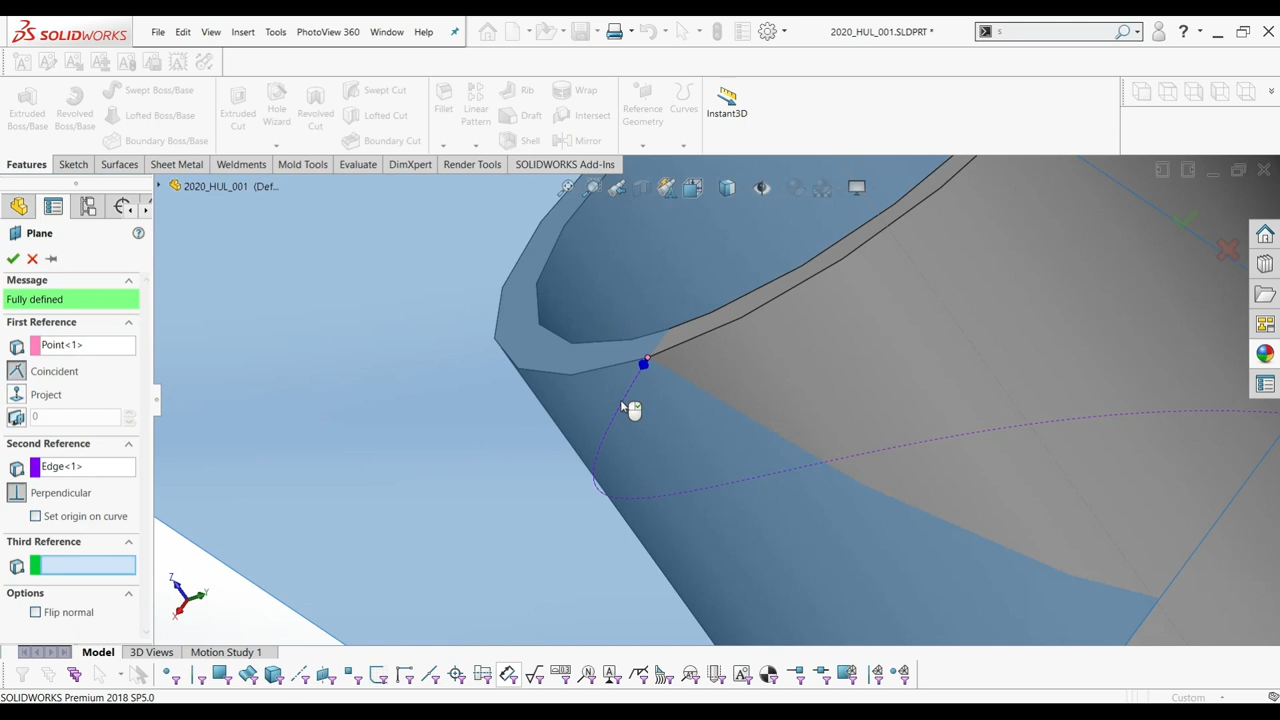 SOLIDWORKS File Edit View Insert Tools PhotoView 360 Window Help 2020_HUL_001.SLDPRT * s ?
Extruded Boss/Base
Revolved Boss/Base
Swept Boss/Base
Lofted Boss/Base
Boundary Boss/Base
Extruded Cut
Hole Wizard
Revolved Cut
Swept Cut
Lofted Cut
Boundary Cut
Fillet
Linear Pattern
Rib
Draft
Shell
Wrap
Intersect
Mirror
Reference Geometry
Curves
Instant3D
Features Sketch Surfaces Sheet Metal Weldments Mold Tools Evaluate DimXpert Render Tools SOLIDWORKS Add-Ins
2020_HUL_001 (Def...
Plane
Message
Fully defined
First Reference
Point<1>
Coincident
Project
0
Second Reference
Edge<1>
Perpendicular
Set origin on curve
Third Reference
Options
Flip normal
Z
Y
X
Model 3D Views Motion Study 1
SOLIDWORKS Premium 2018 SP5.0
Custom